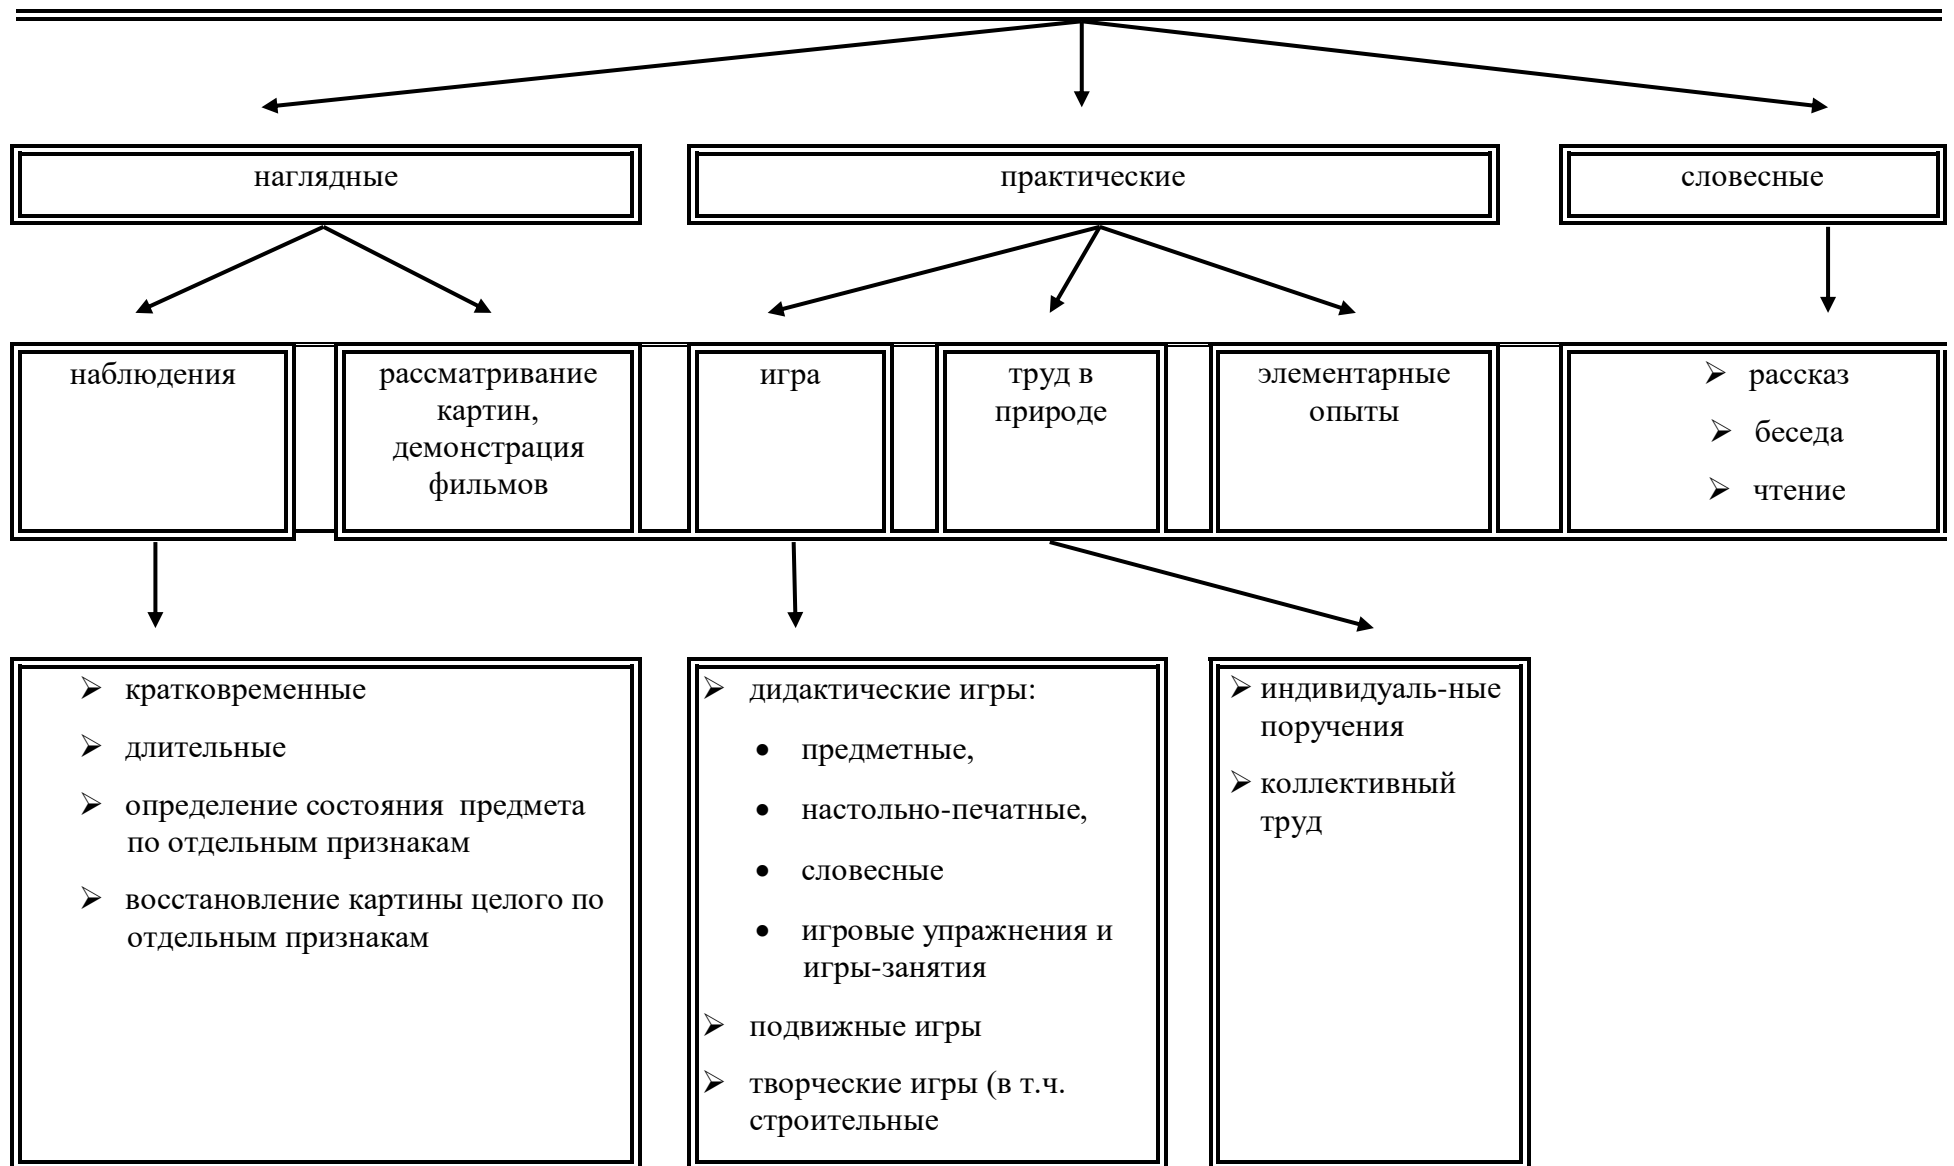 наглядные
практические
словесные
наблюдения
рассматривание
картин,
демонстрация
фильмов
игра
труд в
природе
элементарные
опыты
➢ рассказ
➢ беседа
➢ чтение
➢ кратковременные
➢ длительные
➢ определение состояния предмета
по отдельным признакам
➢ восстановление картины целого по
отдельным признакам
➢ дидактические игры:
• предметные,
• настольно-печатные,
• словесные
• игровые упражнения и
игры-занятия
➢ подвижные игры
➢ творческие игры (в т.ч.
строительные
➢ индивидуаль-ные
поручения
➢ коллективный
труд